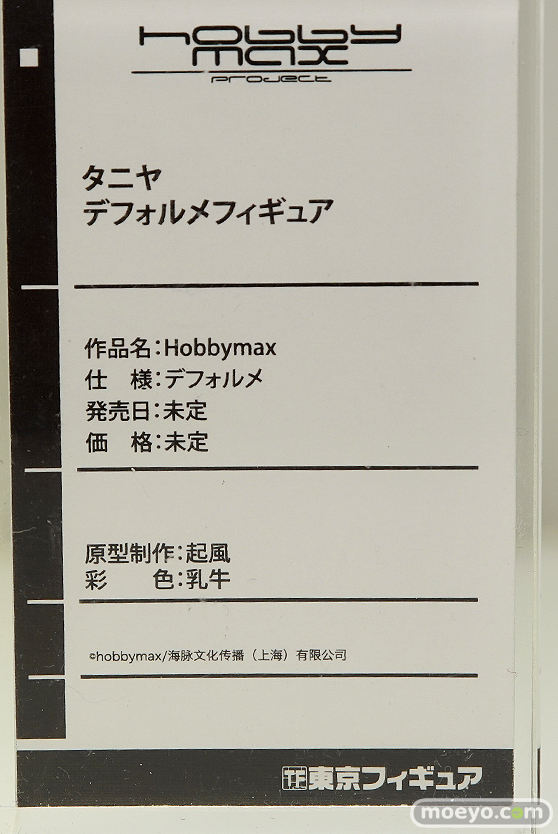 hobby
max
project
タニヤ
デフォルメフィギュア
作品名：Hobbymax
仕　様：デフォルメ
発売日：未定
価　格：未定
原型制作：起風
彩　　色：乳牛
©hobbymax/海脉文化传播（上海）有限公司
TF東京フィギュア
moeyo.com